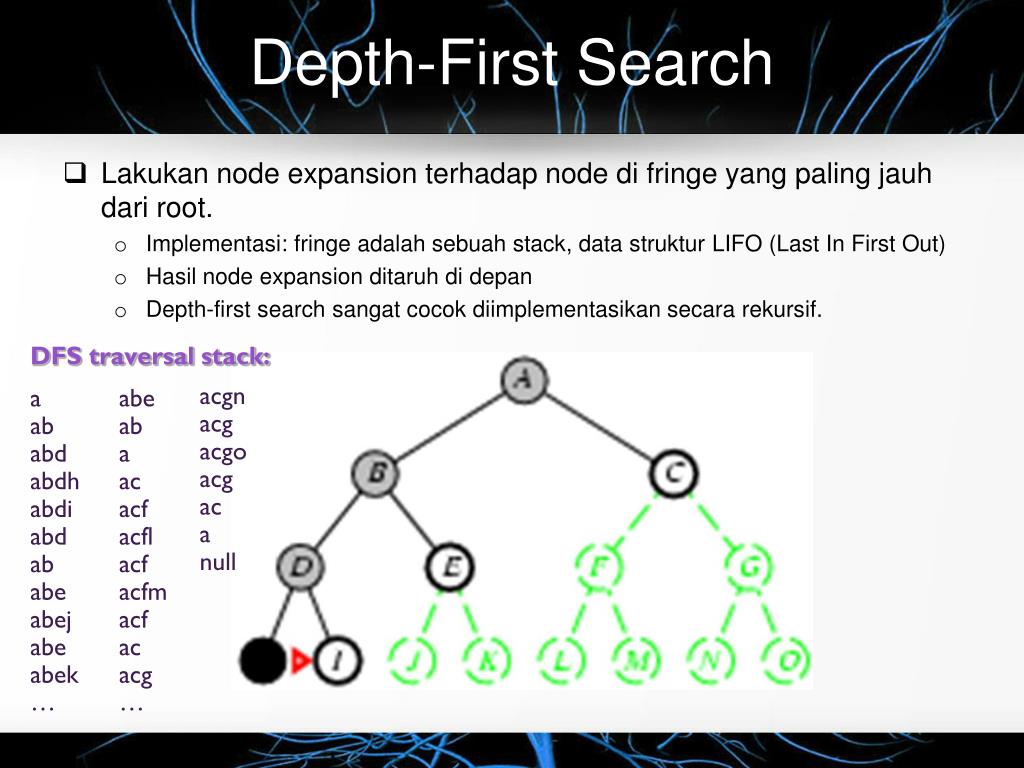 Depth-First Search
❑ Lakukan node expansion terhadap node di fringe yang paling jauh
dari root.
o Implementasi: fringe adalah sebuah stack, data struktur LIFO (Last In First Out)
o Hasil node expansion ditaruh di depan
o Depth-first search sangat cocok diimplementasikan secara rekursif.
DFS traversal stack:
a
ab
abd
abdh
abdi
abd
ab
abe
abej
abe
abek
…
abe
ab
a
ac
acf
acfl
acf
acfm
acf
ac
acg
…
acgn
acg
acgo
acg
ac
a
null
A
B C
D E F G
I J K L M N O